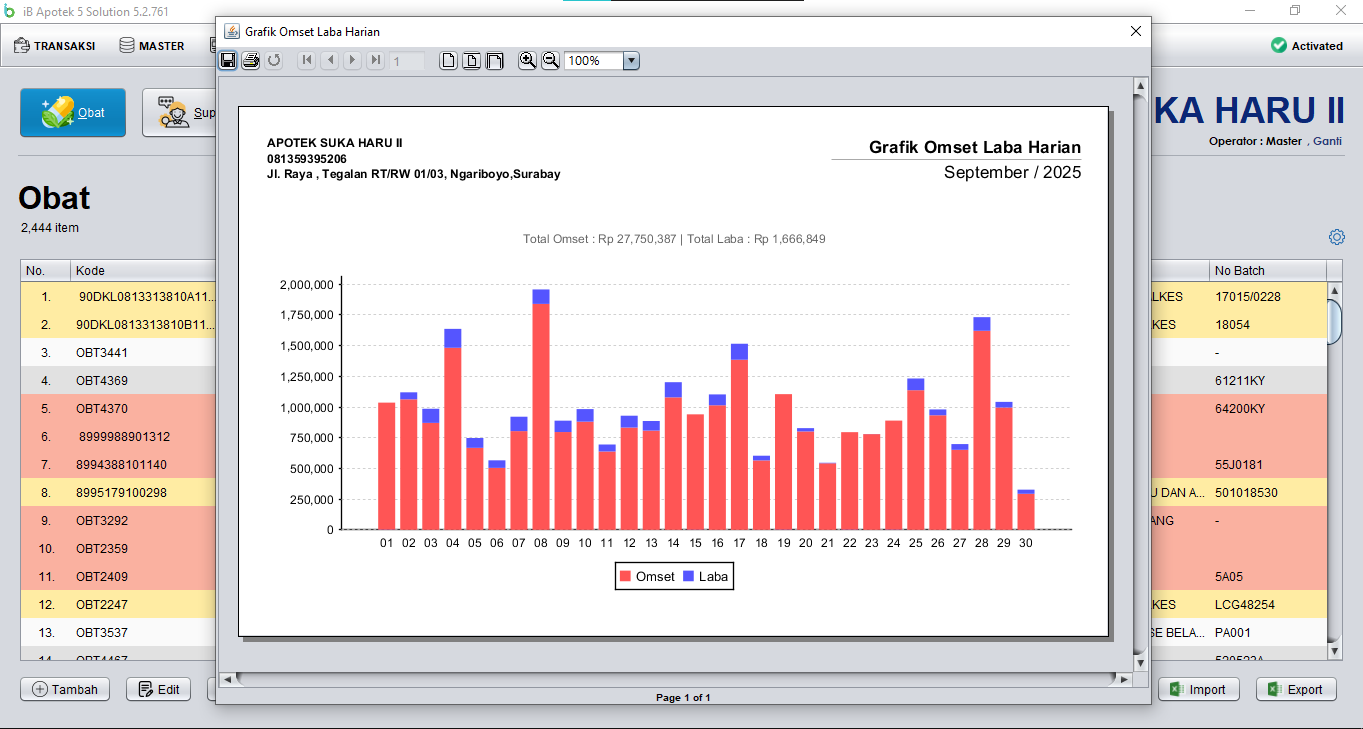 iB Apotek 5 Solution 5.2.761
TRANSAKSI
MASTER
Activated
Obat
KA HARU II
Operator : Master , Ganti
Obat
2,444 item
No. Kode
1. 90DKL0813313810A11...
2. 90DKL0813313810B11...
3. OBT3441
4. OBT4369
5. OBT4370
6. 8999988901312
7. 8994388101140
8. 8995179100298
9. OBT3292
10. OBT2359
11. OBT2409
12. OBT2247
13. OBT3537
Tambah
Edit
Grafik Omset Laba Harian
1
100%
APOTEK SUKA HARU II
081359395206
Jl. Raya , Tegalan RT/RW 01/03, Ngariboyo,Surabay
Grafik Omset Laba Harian
September / 2025
Total Omset : Rp 27,750,387 | Total Laba : Rp 1,666,849
2,000,000
1,750,000
1,500,000
1,250,000
1,000,000
750,000
500,000
250,000
0
01 02 03 04 05 06 07 08 09 10 11 12 13 14 15 16 17 18 19 20 21 22 23 24 25 26 27 28 29 30
Omset Laba
Page 1 of 1
No Batch
LKES 17015/0228
KES 18054
-
61211KY
64200KY
55J0181
U DAN A... 501018530
ANG -
5A05
KES LCG48254
SE BELA... PA001
Import
Export